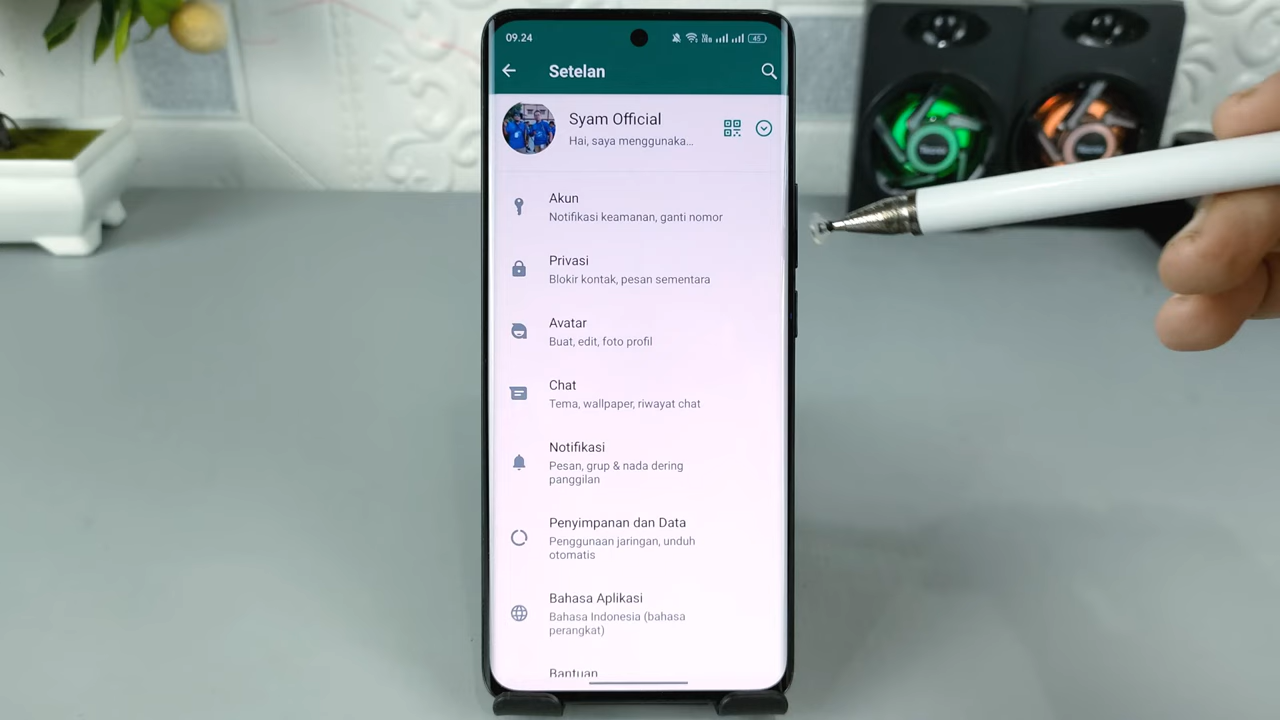 09.24
45
Setelan
Syam Official
Hai, saya menggunaka...
Akun
Notifikasi keamanan, ganti nomor
Privasi
Blokir kontak, pesan sementara
Avatar
Buat, edit, foto profil
Chat
Tema, wallpaper, riwayat chat
Notifikasi
Pesan, grup & nada dering
panggilan
Penyimpanan dan Data
Penggunaan jaringan, unduh
otomatis
Bahasa Aplikasi
Bahasa Indonesia (bahasa
perangkat)
Bantuan